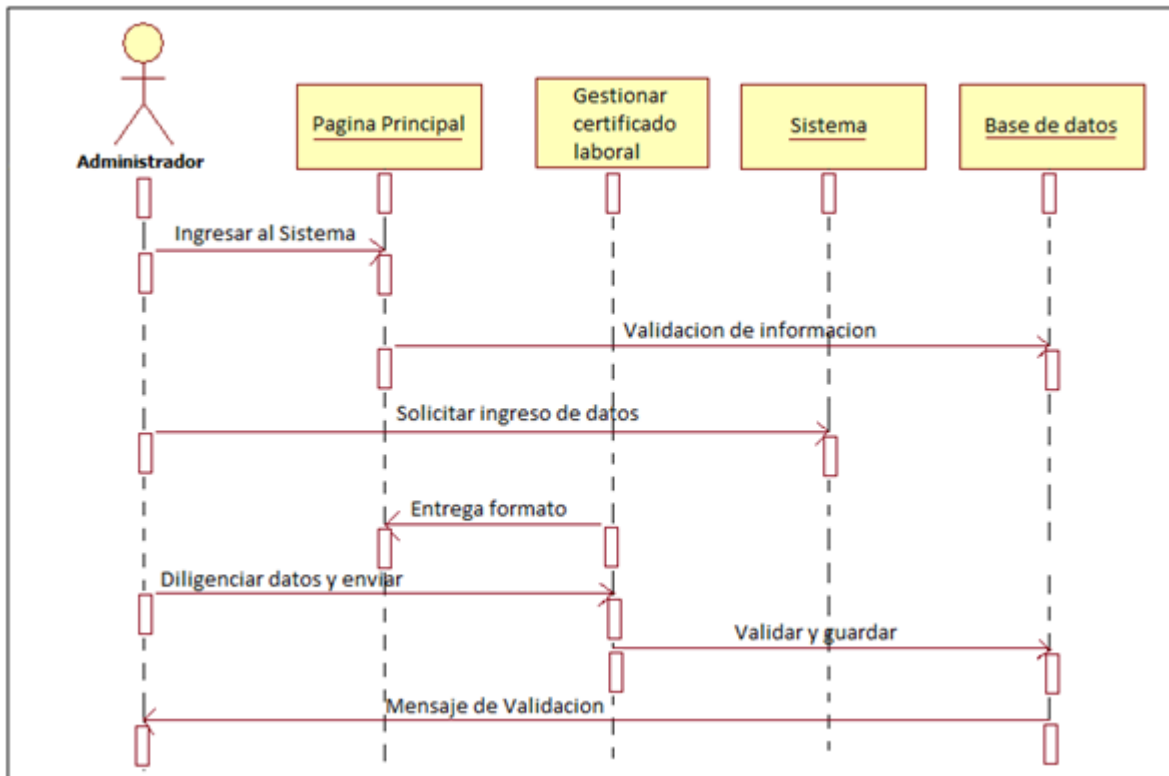 Administrador
Pagina Principal
Gestionar
certificado
laboral
Sistema
Base de datos
Ingresar al Sistema
Validacion de informacion
Solicitar ingreso de datos
Entrega formato
Diligenciar datos y enviar
Validar y guardar
Mensaje de Validacion